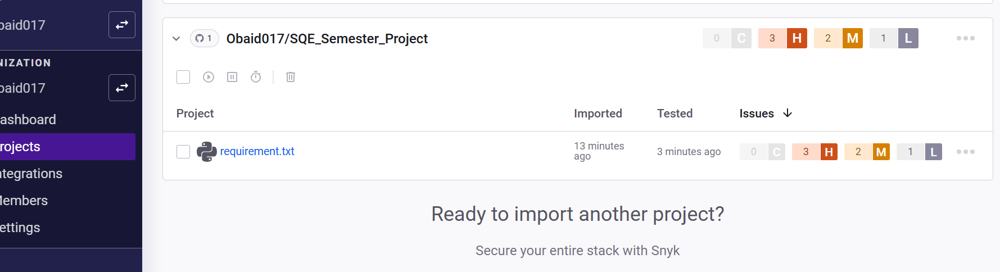 baid017
NIZATION
baid017
ashboard
rojects
ntegrations
Members
ettings
1 Obaid017/SQE_Semester_Project 0 C 3 H 2 M 1 L
Project Imported Tested Issues
requirement.txt 13 minutes ago 3 minutes ago 0 C 3 H 2 M 1 L
Ready to import another project?
Secure your entire stack with Snyk